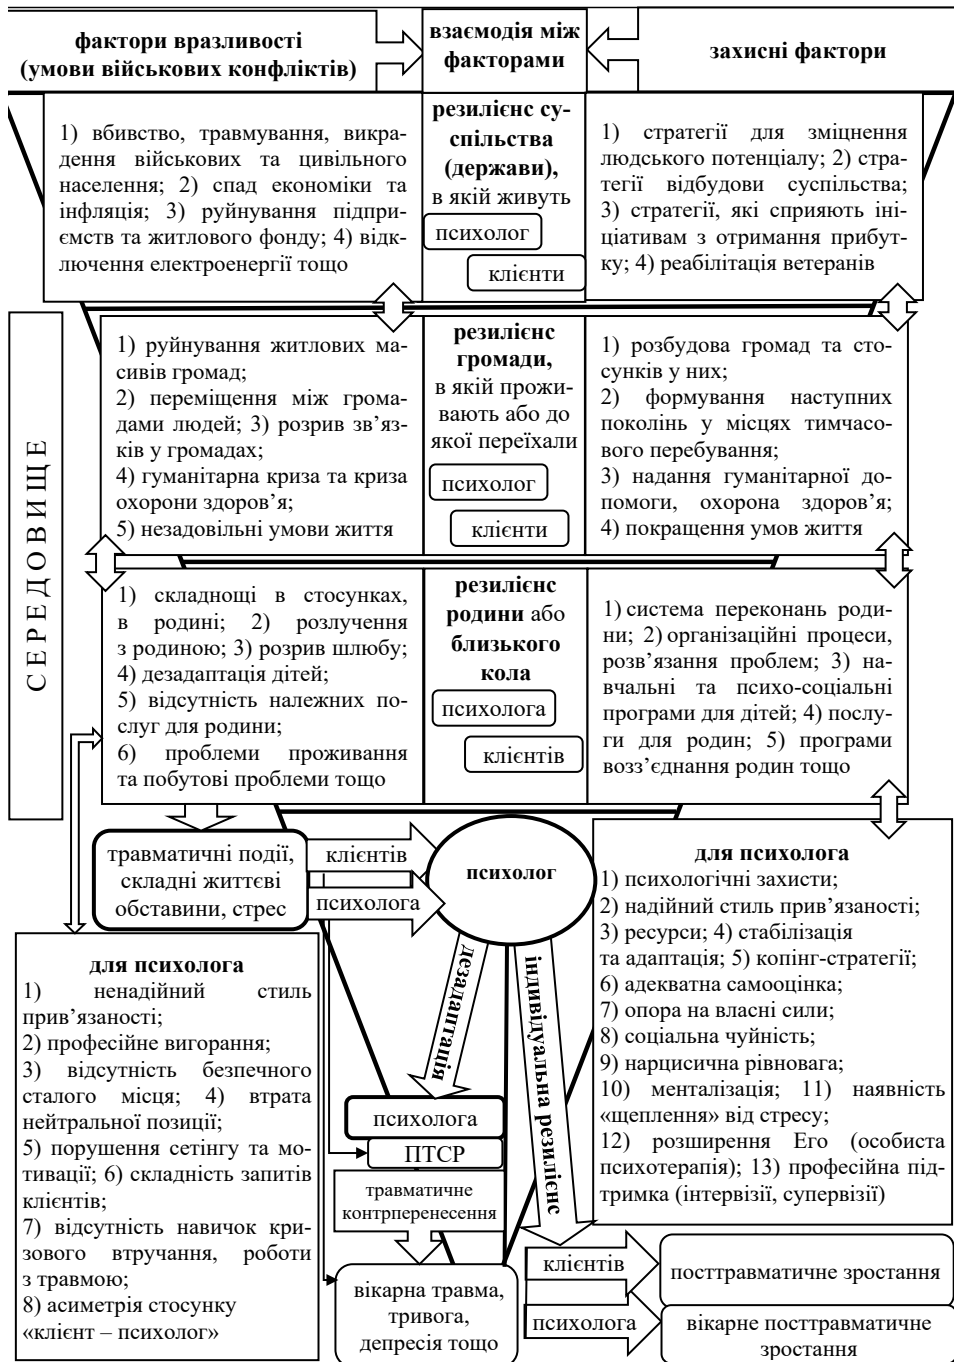 фактори вразливості
(умови військових конфліктів)
взаємодія між
факторами
захисні фактори
1) вбивство, травмування, викра-
дення військових та цивільного
населення; 2) спад економіки та
інфляція; 3) руйнування підпри-
ємств та житлового фонду; 4) відк-
лючення електроенергії тощо
резилієнс су-
спільства
(держави),
в якій живуть
психолог
клієнти
1) стратегії для зміцнення
людського потенціалу; 2) стра-
тегії відбудови суспільства;
3) стратегії, які сприяють іні-
ціативам з отримання прибут-
ку; 4) реабілітація ветеранів
СЕРЕДОВИЩЕ
1) руйнування житлових ма-
сивів громад;
2) переміщення між грома-
дами людей; 3) розрив зв’яз-
ків у громадах;
4) гуманітарна криза та криза
охорони здоров’я;
5) незадовільні умови життя
резилієнс
громади,
в якій прожи-
вають або до
якої переїхали
психолог
клієнти
1) розбудова громад та сто-
сунків у них;
2) формування наступних
поколінь у місцях тимчасо-
вого перебування;
3) надання гуманітарної до-
помоги, охорона здоров’я;
4) покращення умов життя
1) складнощі в стосунках,
в родині; 2) розлучення
з родиною; 3) розрив шлюбу;
4) дезадаптація дітей;
5) відсутність належних по-
слуг для родини;
6) проблеми проживання
та побутові проблеми тощо
резилієнс
родини або
близького
кола
психолога
клієнтів
1) система переконань роди-
ни; 2) організаційні процеси,
розв’язання проблем; 3) на-
вчальні та психо-соціальні
програми для дітей; 4) послу-
ги для родин; 5) програми
возз’єднання родин тощо
травматичні події,
складні життєві
обставини, стрес
клієнтів
психолога
психолог
для психолога
1) психологічні захисти;
2) надійний стиль прив’язаності;
3) ресурси; 4) стабілізація
та адаптація; 5) копінг-стратегії;
6) адекватна самооцінка;
7) опора на власні сили;
8) соціальна чуйність;
9) нарцисична рівновага;
10) менталізація; 11) наявність
«щеплення» від стресу;
12) розширення Его (особиста
психотерапія); 13) професійна під-
тримка (інтервізії, супервізії)
для психолога
1) ненадійний стиль
прив’язаності;
2) професійне вигорання;
3) відсутність безпечного
сталого місця; 4) втрата
нейтральної позиції;
5) порушення сетінгу та мо-
тивації; 6) складність запитів
клієнтів;
7) відсутність навичок кри-
зового втручання, роботи
з травмою;
8) асиметрія стосунку
«клієнт – психолог»
дезадаптація
індивідуальна резилієнс
психолога
ПТСР
травматичне
контрперенесення
вікарна травма,
тривога,
депресія тощо
клієнтів
посттравматичне зростання
психолога
вікарне посттравматичне
зростання